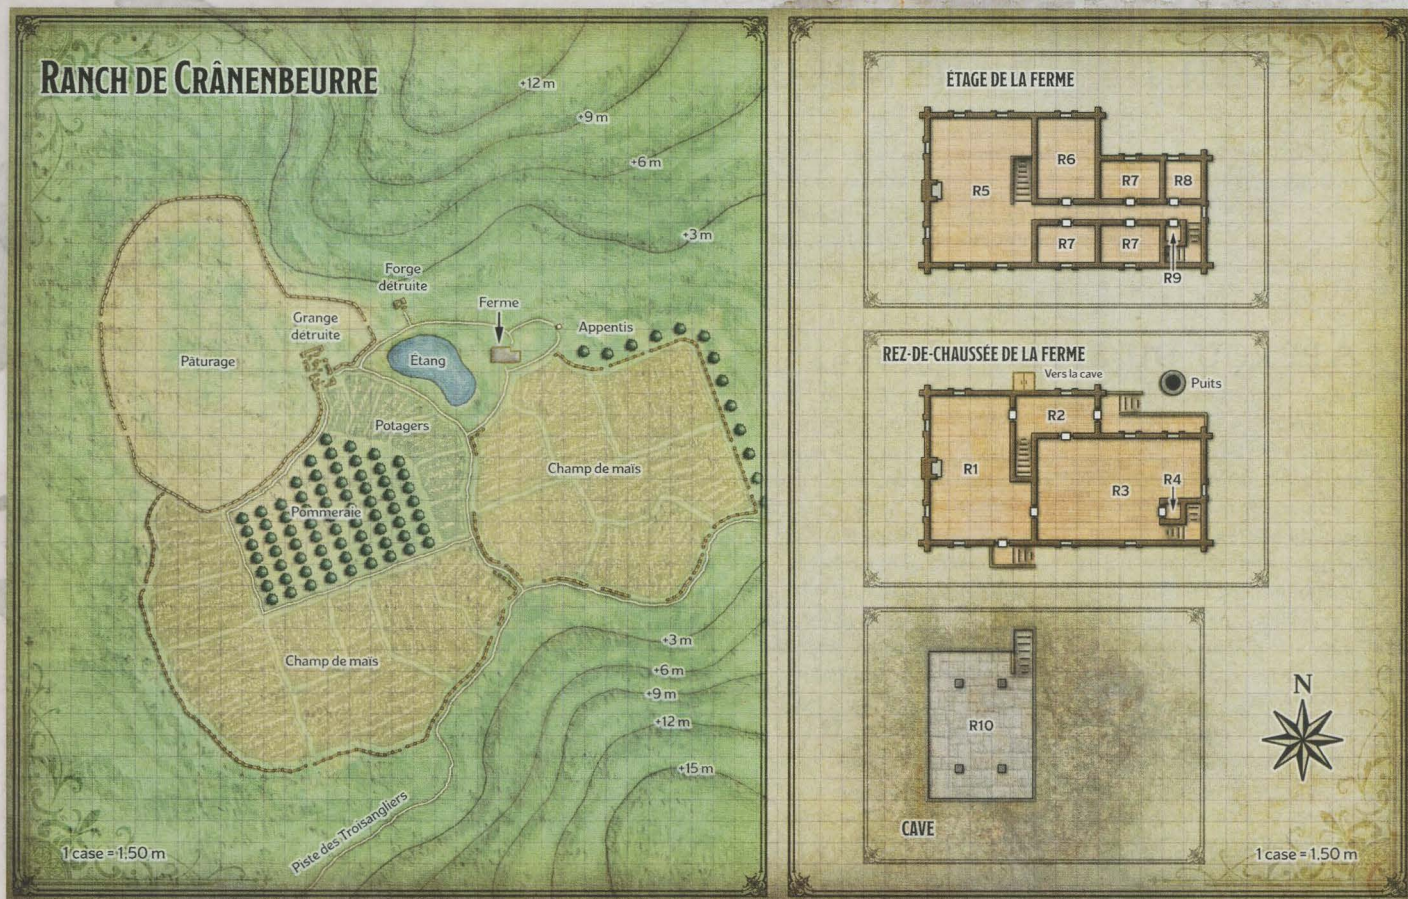 RANCH DE CRÂNENBEURRE
+12 m
+9 m
+6 m
+3 m
Forge
détruite
Ferme
Grange
détruite
Appentis
Pâturage
Étang
Potagers
Champ de maïs
Pommeraie
Champ de maïs
+3 m
+6 m
+9 m
+12 m
+15 m
Piste des Troisangliers
1 case = 1,50 m
ÉTAGE DE LA FERME
R5
R6
R7
R8
R7
R7
R9
REZ-DE-CHAUSSÉE DE LA FERME
Vers la cave
Puits
R1
R2
R3
R4
R10
CAVE
N
1 case = 1,50 m